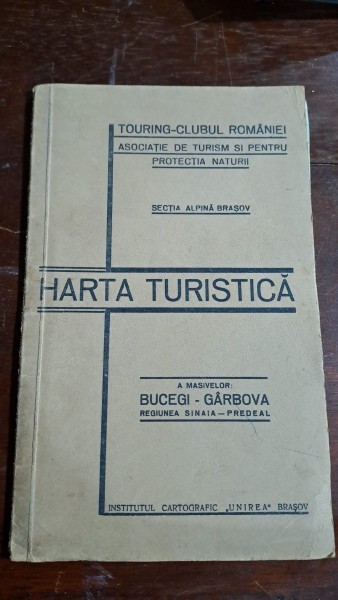 TOURING-CLUBUL ROMÂNIEI
ASOCIAȚIE DE TURISM SI PENTRU
PROTECȚIA NATURII
SECȚIA ALPINĂ BRAȘOV
HARTA TURISTICĂ
A MASIVELOR:
BUCEGI - GÂRBOVA
REGIUNEA SINAIA — PREDEAL
INSTITUTUL CARTOGRAFIC „UNIREA" BRAȘOV